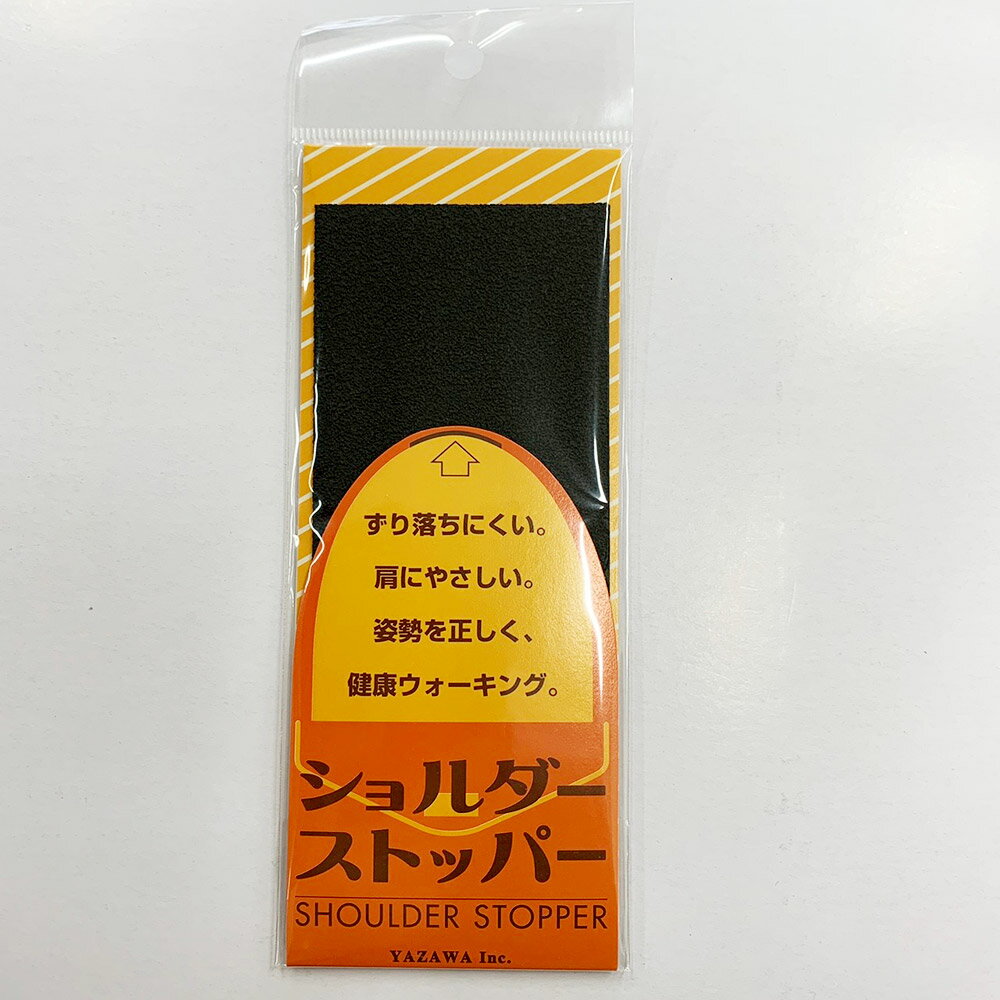 ずり落ちにくい。
肩にやさしい。
姿勢を正しく、
健康ウォーキング。
ショルダー
ストッパー
SHOULDER STOPPER
YAZAWA Inc.